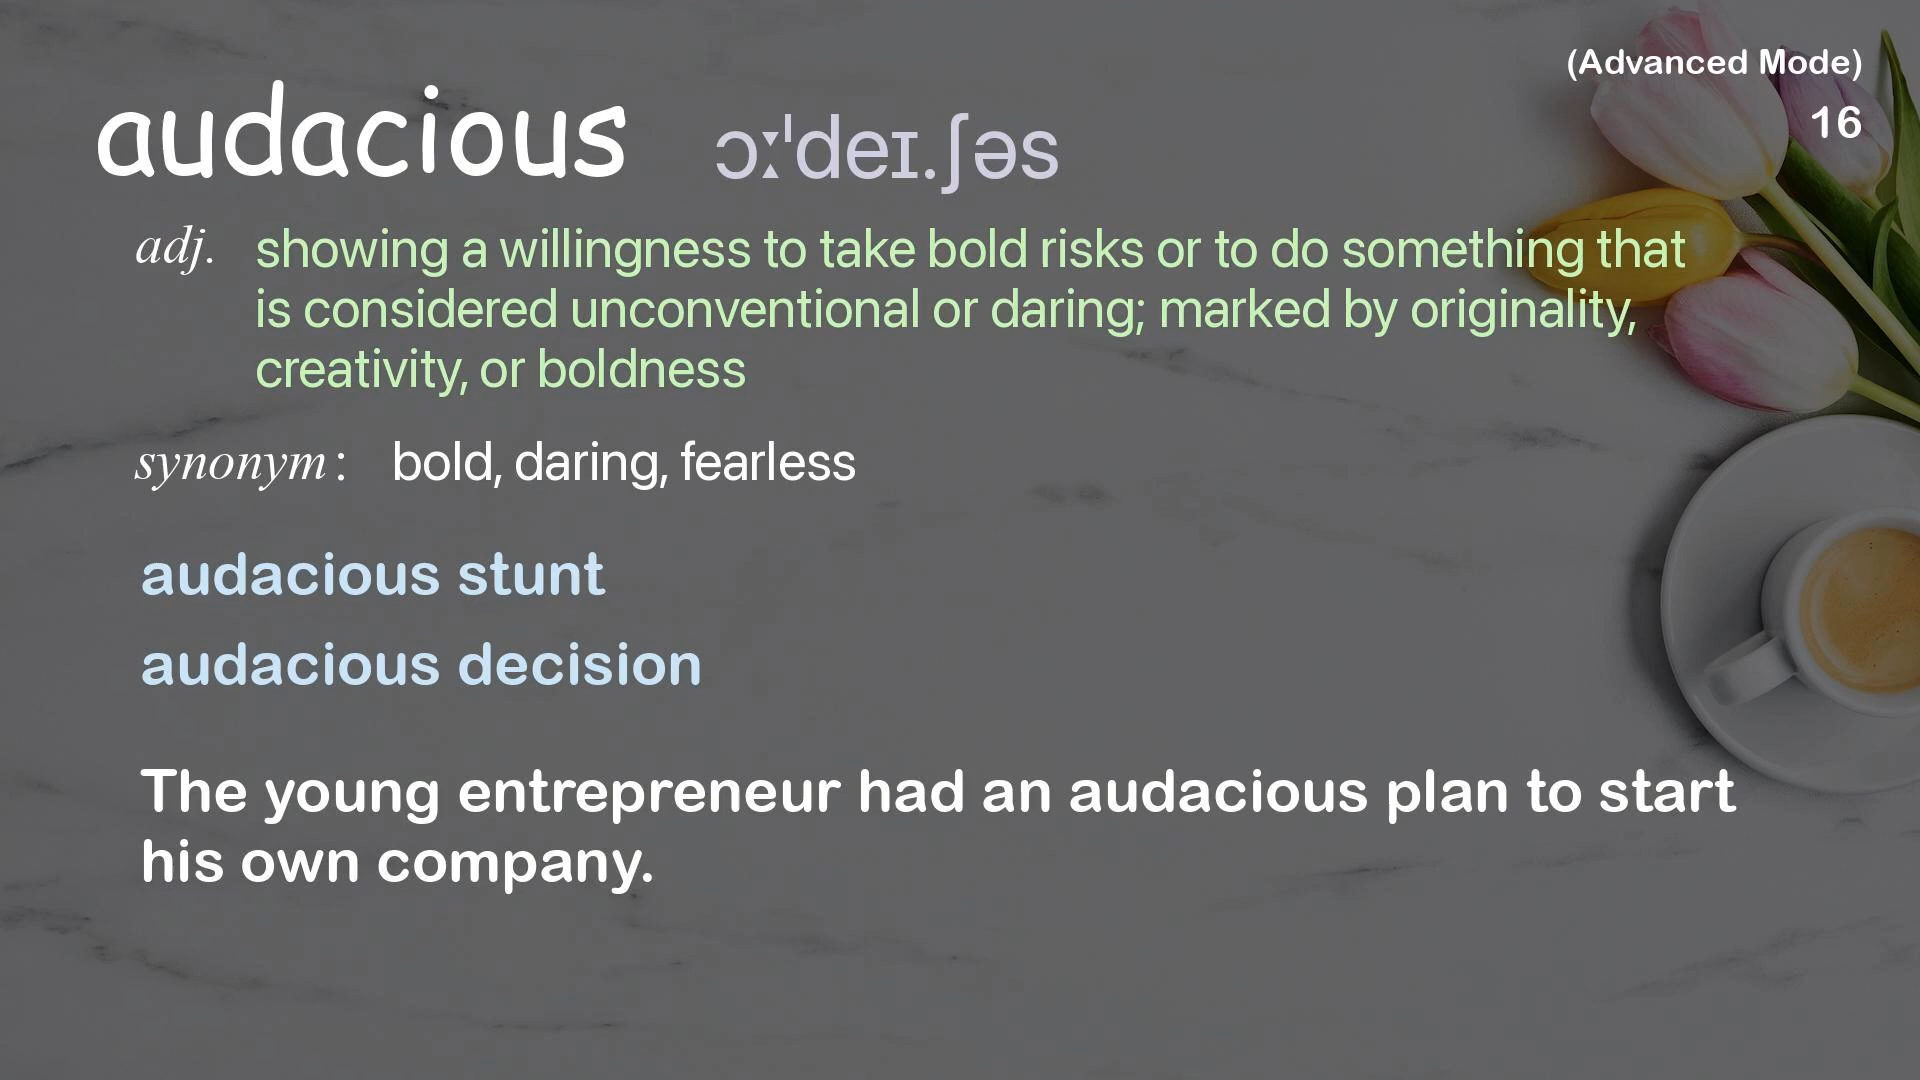 (Advanced Mode)
16
audacious ɔːˈdeɪ.ʃəs
adj. showing a willingness to take bold risks or to do something that
is considered unconventional or daring; marked by originality,
creativity, or boldness
synonym : bold, daring, fearless
audacious stunt
audacious decision
The young entrepreneur had an audacious plan to start
his own company.